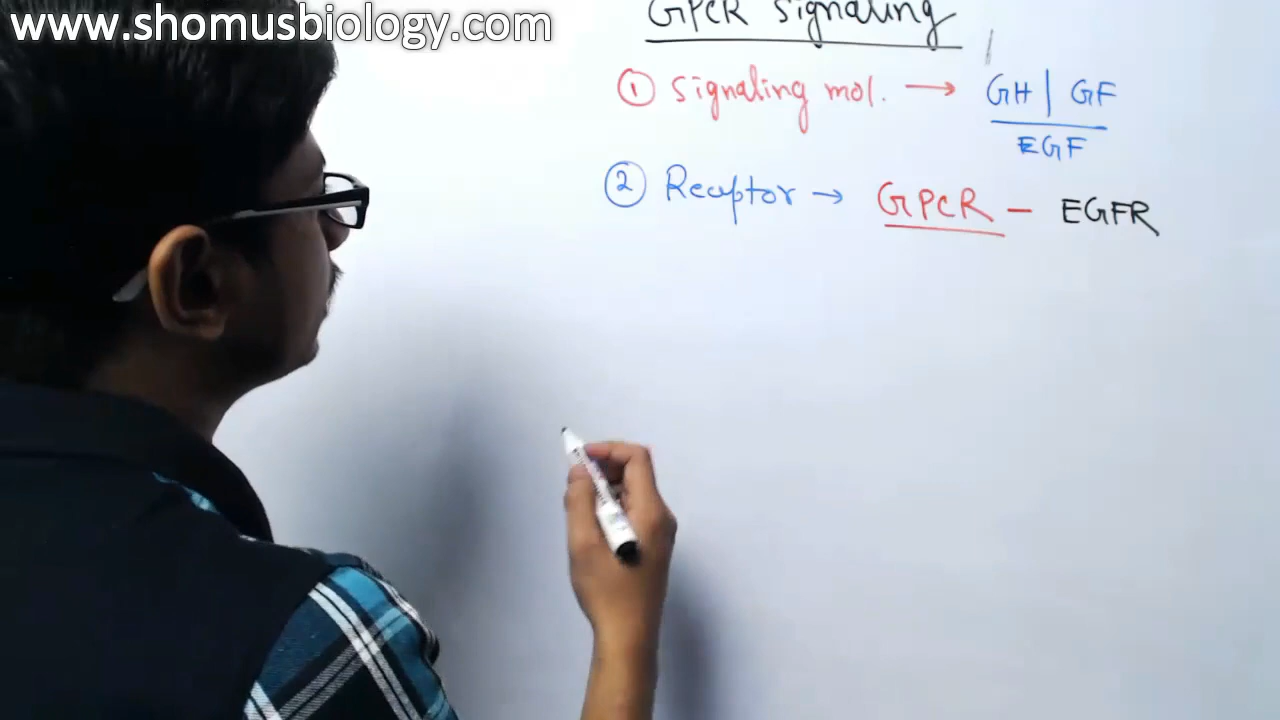 www.shomusbiology.com
GPCR signaling
① Signaling mol. → GH | GF
EGF
② Receptor → GPCR - EGFR